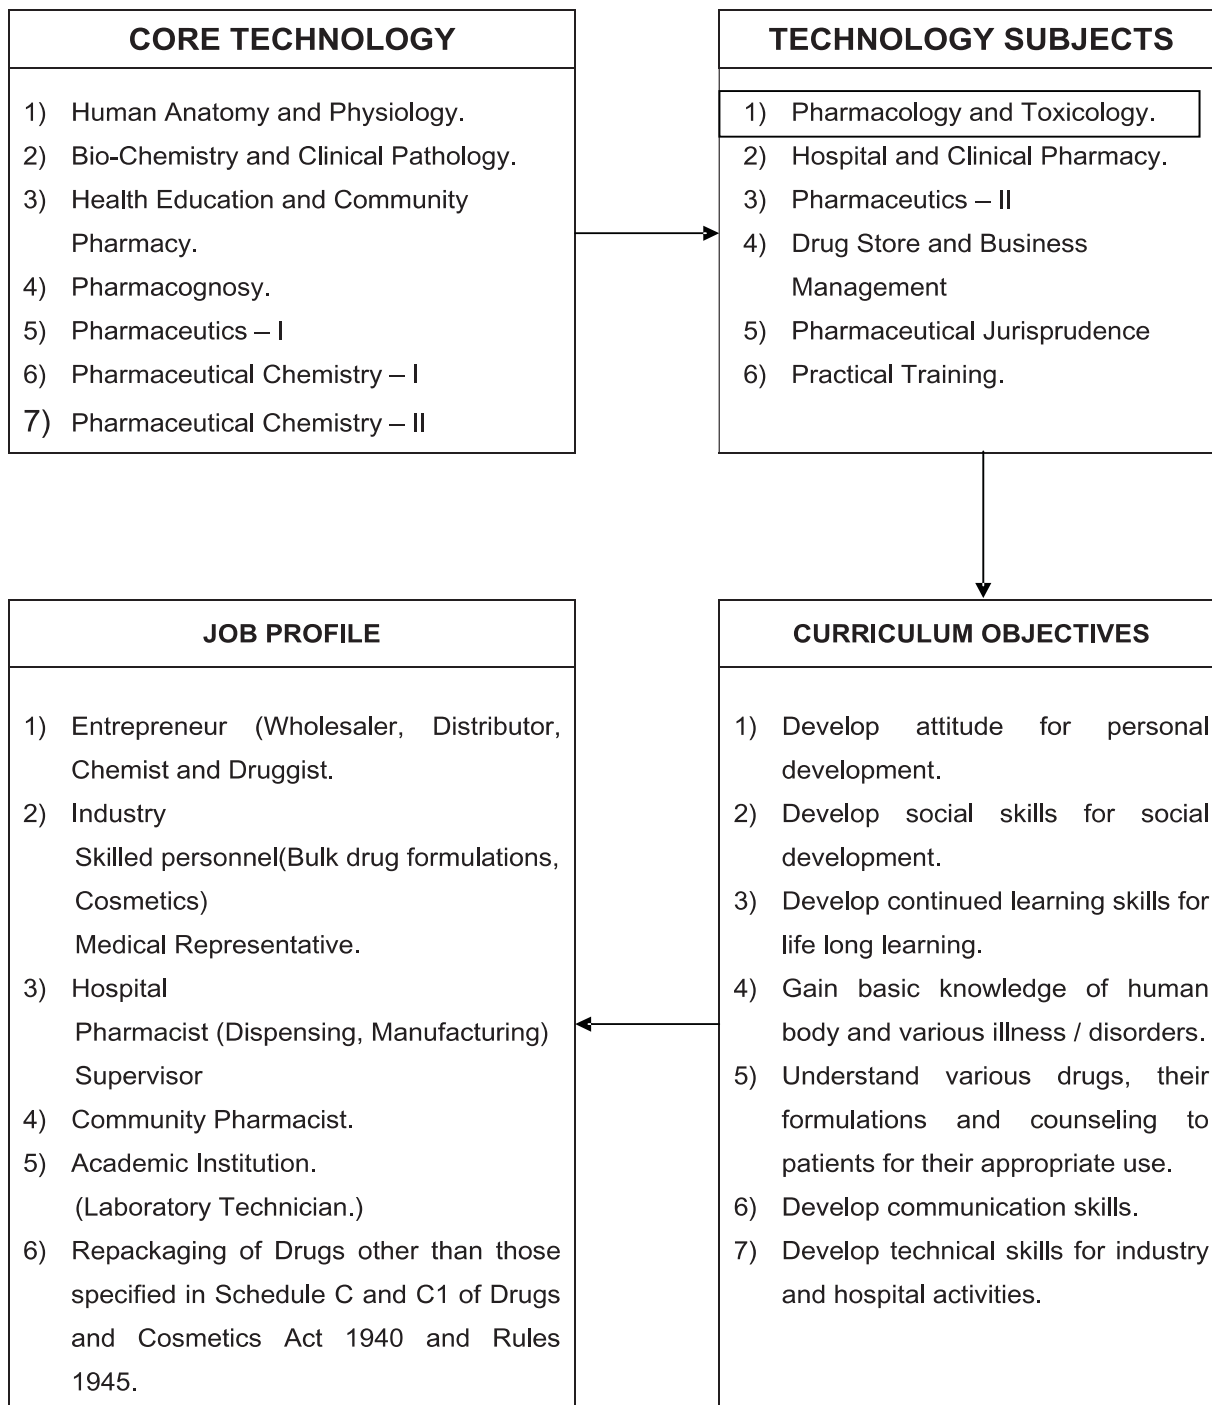 CORE TECHNOLOGY
1) Human Anatomy and Physiology.
2) Bio-Chemistry and Clinical Pathology.
3) Health Education and Community
Pharmacy.
4) Pharmacognosy.
5) Pharmaceutics – I
6) Pharmaceutical Chemistry – I
7) Pharmaceutical Chemistry – II
TECHNOLOGY SUBJECTS
1) Pharmacology and Toxicology.
2) Hospital and Clinical Pharmacy.
3) Pharmaceutics – II
4) Drug Store and Business
Management
5) Pharmaceutical Jurisprudence
6) Practical Training.
JOB PROFILE
1) Entrepreneur (Wholesaler, Distributor,
Chemist and Druggist.
2) Industry
Skilled personnel(Bulk drug formulations,
Cosmetics)
Medical Representative.
3) Hospital
Pharmacist (Dispensing, Manufacturing)
Supervisor
4) Community Pharmacist.
5) Academic Institution.
(Laboratory Technician.)
6) Repackaging of Drugs other than those
specified in Schedule C and C1 of Drugs
and Cosmetics Act 1940 and Rules
1945.
CURRICULUM OBJECTIVES
1) Develop attitude for personal
development.
2) Develop social skills for social
development.
3) Develop continued learning skills for
life long learning.
4) Gain basic knowledge of human
body and various illness / disorders.
5) Understand various drugs, their
formulations and counseling to
patients for their appropriate use.
6) Develop communication skills.
7) Develop technical skills for industry
and hospital activities.